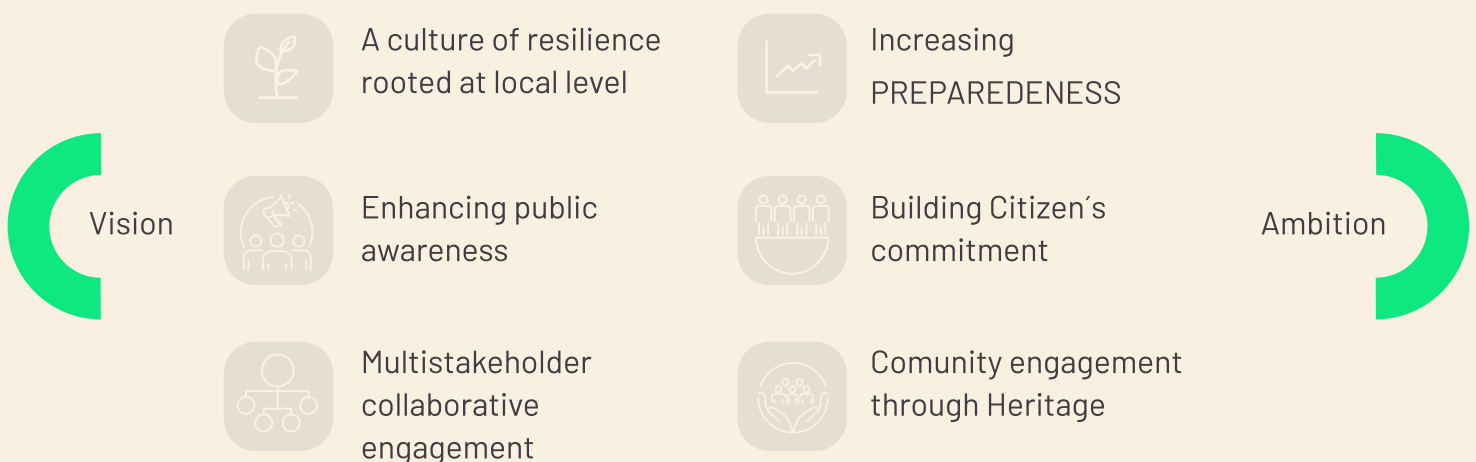 Vision
A culture of resilience
rooted at local level
Enhancing public
awareness
Multistakeholder
collaborative
engagement
Increasing
PREPAREDENESS
Building Citizen´s
commitment
Comunity engagement
through Heritage
Ambition